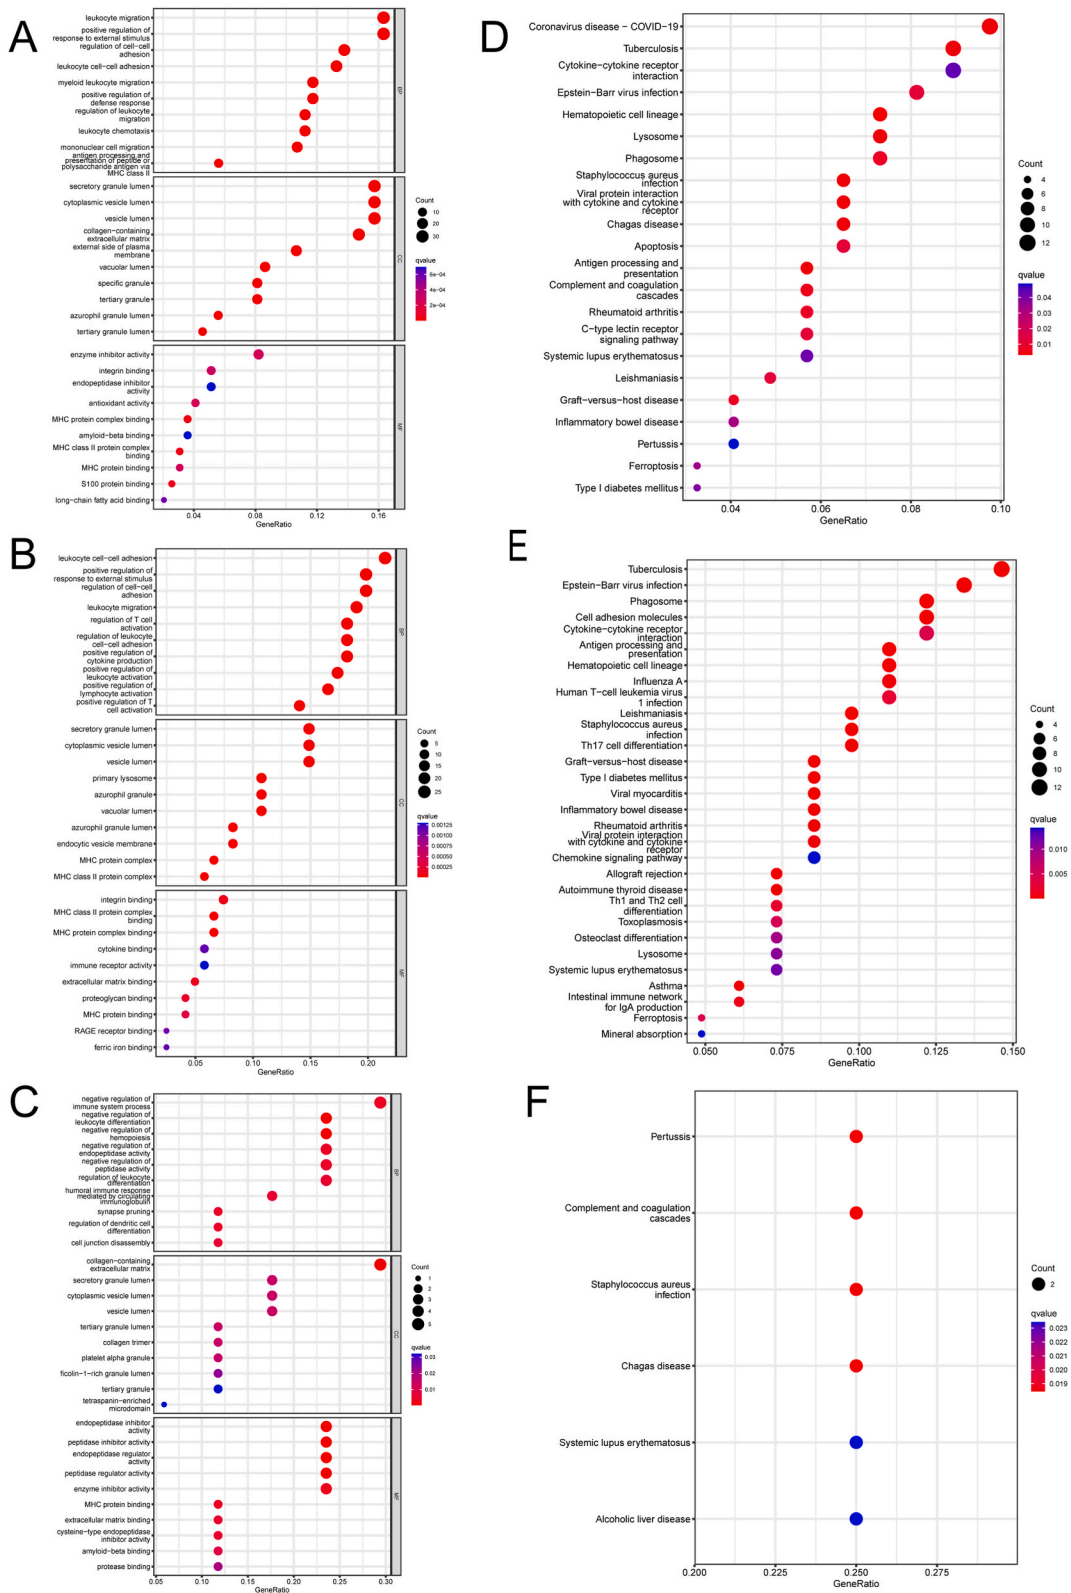 A
leukocyte migration
positive regulation of
response to external stimulus
regulation of cell−cell
adhesion
leukocyte cell−cell adhesion
myeloid leukocyte migration
positive regulation of
defense response
regulation of leukocyte
migration
leukocyte chemotaxis
mononuclear cell migration
antigen processing and
presentation of peptide or
polysaccharide antigen via
MHC class II
BP
secretory granule lumen
cytoplasmic vesicle lumen
vesicle lumen
collagen−containing
extracellular matrix
external side of plasma
membrane
vacuolar lumen
specific granule
tertiary granule
azurophil granule lumen
tertiary granule lumen
CC
enzyme inhibitor activity
integrin binding
endopeptidase inhibitor
activity
antioxidant activity
MHC protein complex binding
amyloid−beta binding
MHC class II protein complex
binding
MHC protein binding
S100 protein binding
long−chain fatty acid binding
MF
0.04 0.08 0.12 0.16
GeneRatio
Count
10
20
30
qvalue
6e−04
4e−04
2e−04
B
leukocyte cell−cell adhesion
positive regulation of
response to external stimulus
regulation of cell−cell
adhesion
leukocyte migration
regulation of T cell
activation
regulation of leukocyte
cell−cell adhesion
positive regulation of
cytokine production
positive regulation of
leukocyte activation
positive regulation of
lymphocyte activation
positive regulation of T
cell activation
BP
secretory granule lumen
cytoplasmic vesicle lumen
vesicle lumen
primary lysosome
azurophil granule
vacuolar lumen
azurophil granule lumen
endocytic vesicle membrane
MHC protein complex
MHC class II protein complex
CC
integrin binding
MHC class II protein complex
binding
MHC protein complex binding
cytokine binding
immune receptor activity
extracellular matrix binding
proteoglycan binding
MHC protein binding
RAGE receptor binding
ferric iron binding
MF
0.05 0.10 0.15 0.20
GeneRatio
Count
5
10
15
20
25
qvalue
0.00125
0.00100
0.00075
0.00050
0.00025
C
negative regulation of
immune system process
negative regulation of
leukocyte differentiation
negative regulation of
hemopoiesis
negative regulation of
endopeptidase activity
negative regulation of
peptidase activity
regulation of leukocyte
differentiation
humoral immune response
mediated by circulating
immunoglobulin
synapse pruning
regulation of dendritic cell
differentiation
cell junction disassembly
BP
collagen−containing
extracellular matrix
secretory granule lumen
cytoplasmic vesicle lumen
vesicle lumen
tertiary granule lumen
collagen trimer
platelet alpha granule
ficolin−1−rich granule lumen
tertiary granule
tetraspanin−enriched
microdomain
CC
endopeptidase inhibitor
activity
peptidase inhibitor activity
endopeptidase regulator
activity
peptidase regulator activity
enzyme inhibitor activity
MHC protein binding
extracellular matrix binding
cysteine−type endopeptidase
inhibitor activity
amyloid−beta binding
protease binding
MF
0.05 0.10 0.15 0.20 0.25 0.30
GeneRatio
Count
1
2
3
4
5
qvalue
0.03
0.02
0.01
D
Coronavirus disease − COVID−19
Tuberculosis
Cytokine−cytokine receptor
interaction
Epstein−Barr virus infection
Hematopoietic cell lineage
Lysosome
Phagosome
Staphylococcus aureus
infection
Viral protein interaction
with cytokine and cytokine
receptor
Chagas disease
Apoptosis
Antigen processing and
presentation
Complement and coagulation
cascades
Rheumatoid arthritis
C−type lectin receptor
signaling pathway
Systemic lupus erythematosus
Leishmaniasis
Graft−versus−host disease
Inflammatory bowel disease
Pertussis
Ferroptosis
Type I diabetes mellitus
0.04 0.06 0.08 0.10
GeneRatio
Count
4
6
8
10
12
qvalue
0.04
0.03
0.02
0.01
E
Tuberculosis
Epstein−Barr virus infection
Phagosome
Cell adhesion molecules
Cytokine−cytokine receptor
interaction
Antigen processing and
presentation
Hematopoietic cell lineage
Influenza A
Human T−cell leukemia virus
1 infection
Leishmaniasis
Staphylococcus aureus
infection
Th17 cell differentiation
Graft−versus−host disease
Type I diabetes mellitus
Viral myocarditis
Inflammatory bowel disease
Rheumatoid arthritis
Viral protein interaction
with cytokine and cytokine
receptor
Chemokine signaling pathway
Allograft rejection
Autoimmune thyroid disease
Th1 and Th2 cell
differentiation
Toxoplasmosis
Osteoclast differentiation
Lysosome
Systemic lupus erythematosus
Asthma
Intestinal immune network
for IgA production
Ferroptosis
Mineral absorption
0.050 0.075 0.100 0.125 0.150
GeneRatio
Count
4
6
8
10
12
qvalue
0.010
0.005
F
Pertussis
Complement and coagulation
cascades
Staphylococcus aureus
infection
Chagas disease
Systemic lupus erythematosus
Alcoholic liver disease
0.200 0.225 0.250 0.275
GeneRatio
Count
2
qvalue
0.023
0.022
0.021
0.020
0.019